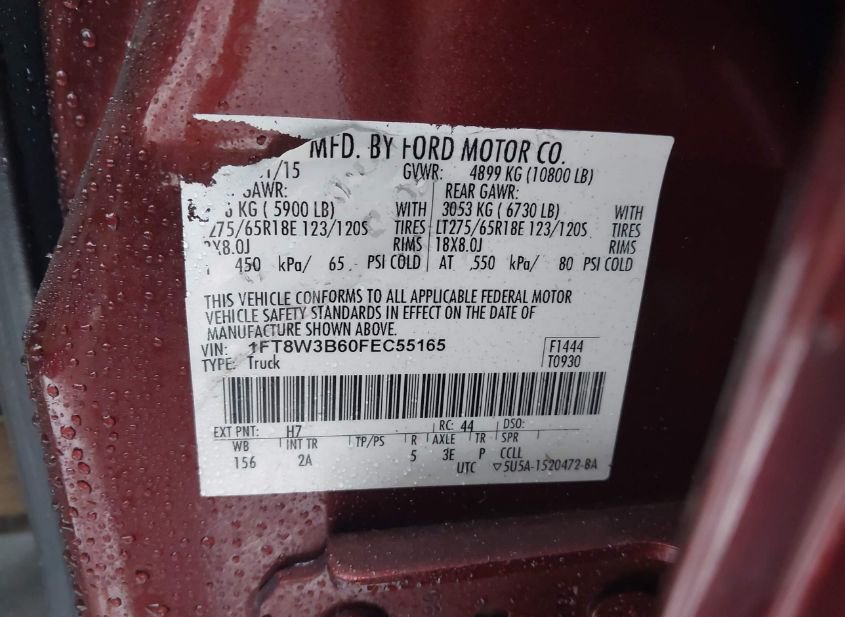 MFD. BY FORD MOTOR CO.
/15 GVWR: 4899 KG (10800 LB)
GAWR: REAR GAWR:
KG ( 5900 LB) WITH 3053 KG ( 6730 LB) WITH
275/65R18E 123/120S TIRES LT275/65R18E 123/120S TIRES
X8.0J RIMS 18X8.0J RIMS
450 kPa/ 65 PSI COLD AT 550 kPa/ 80 PSI COLD
THIS VEHICLE CONFORMS TO ALL APPLICABLE FEDERAL MOTOR
VEHICLE SAFETY STANDARDS IN EFFECT ON THE DATE OF
MANUFACTURE SHOWN ABOVE.
VIN: 1FT8W3B60FEC55165 F1444
TYPE: Truck T0930
EXT PNT: H7 RC: 44 DSO:
WB INT TR TP/PS R AXLE TR SPR
156 2A 5 3E P CCLL
UTC ▽5U5A-1520472-BA